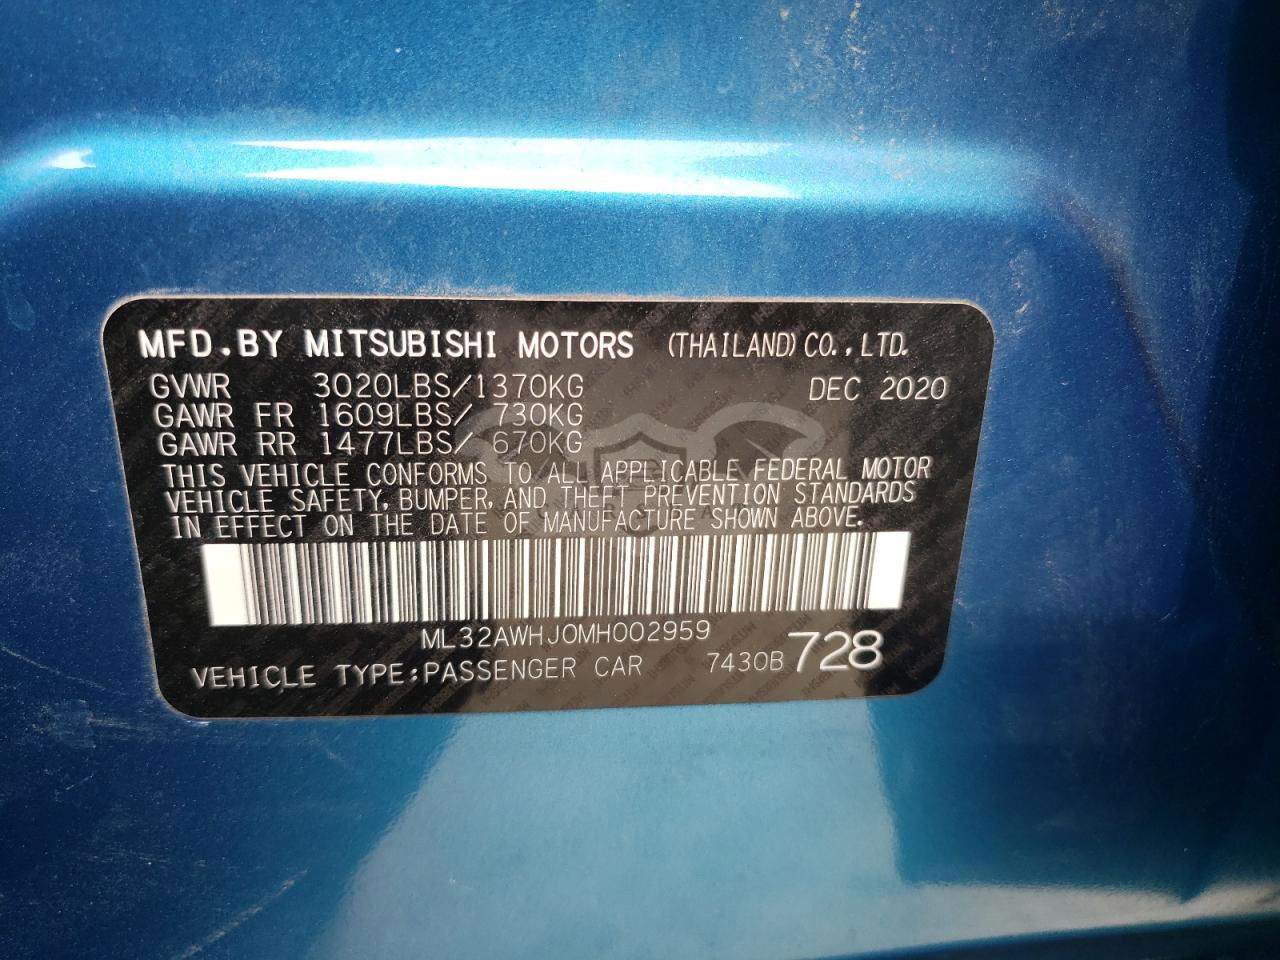 MFD.BY MITSUBISHI MOTORS (THAILAND) CO., LTD.
GVWR 3020LBS/1370KG DEC 2020
GAWR FR 1609LBS/ 730KG
GAWR RR 1477LBS/ 670KG
THIS VEHICLE CONFORMS TO ALL APPLICABLE FEDERAL MOTOR
VEHICLE SAFETY, BUMPER, AND THEFT PREVENTION STANDARDS
IN EFFECT ON THE DATE OF MANUFACTURE SHOWN ABOVE.
ML32AWHJ0MH002959
VEHICLE TYPE:PASSENGER CAR 7430B 728